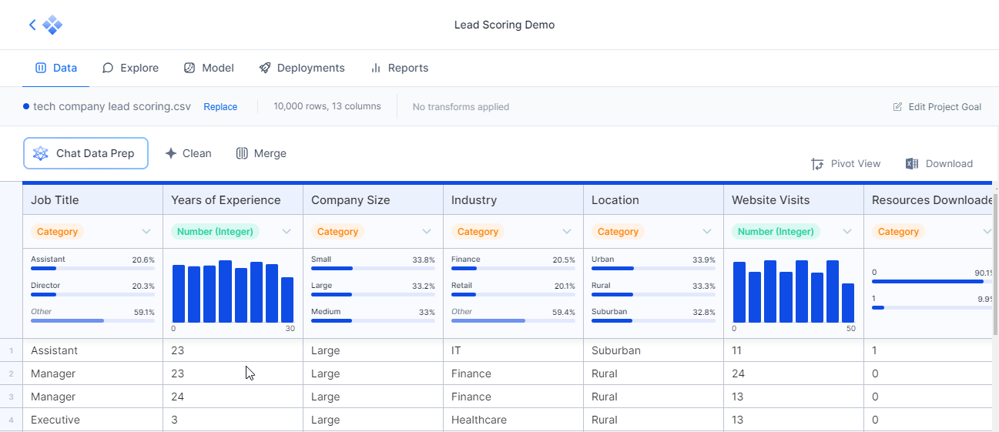 Lead Scoring Demo
Data Explore Model Deployments Reports
tech company lead scoring.csv Replace 10,000 rows, 13 columns No transforms applied Edit Project Goal
Chat Data Prep Clean Merge Pivot View Download
Job Title Years of Experience Company Size Industry Location Website Visits Resources Downloade
Category Number (Integer) Category Category Category Number (Integer) Category
Assistant 20.6% Small 33.8% Finance 20.5% Urban 33.9%
0 90.1%
Director 20.3% Large 33.2% Retail 20.1% Rural 33.3%
1 9.9%
Other 59.1% Medium 33% Other 59.4% Suburban 32.8%
0 30 0 50
1 Assistant 23 Large IT Suburban 11 1
2 Manager 23 Large Finance Rural 24 0
3 Manager 24 Large Finance Rural 13 0
4 Executive 3 Large Healthcare Rural 13 0